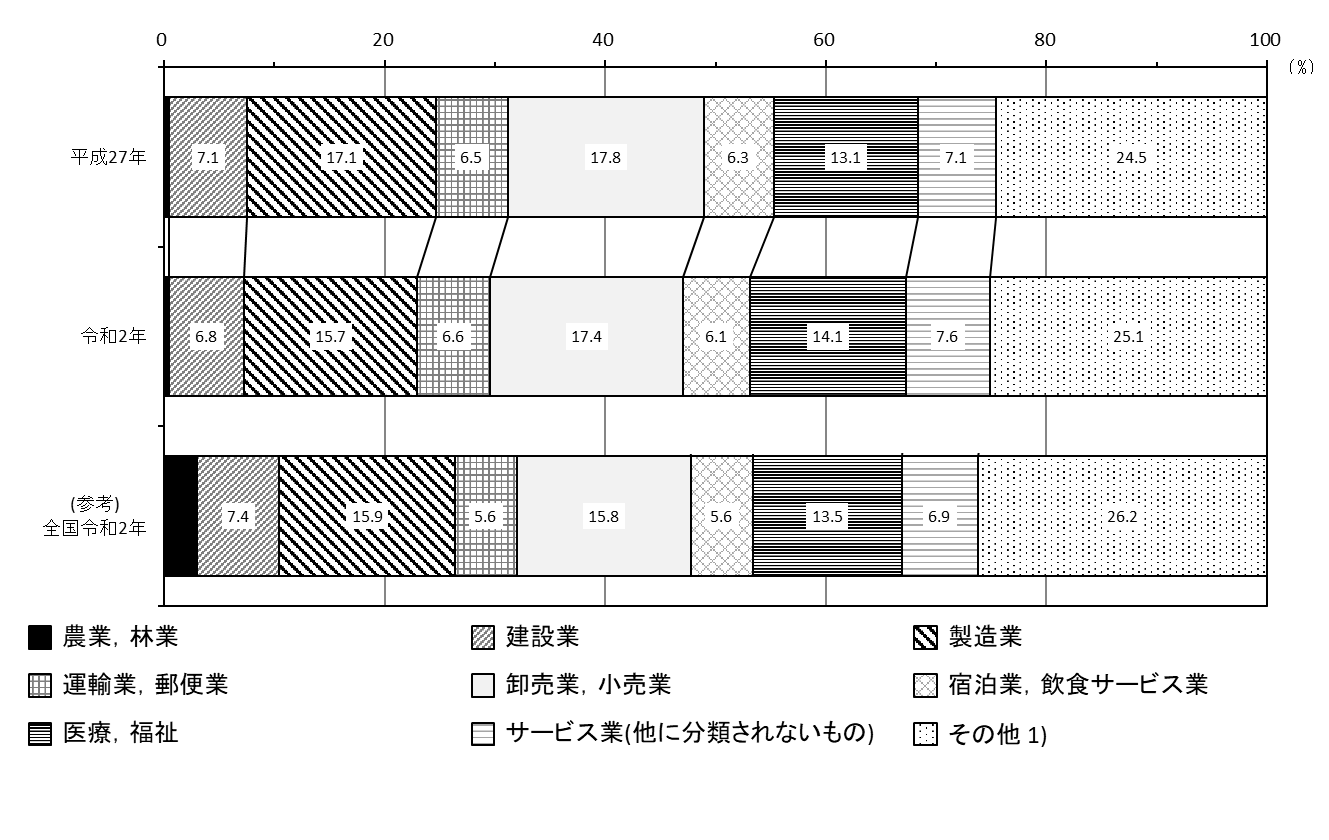 0 20 40 60 80 100
(%)
平成27年 7.1 17.1 6.5 17.8 6.3 13.1 7.1 24.5
令和2年 6.8 15.7 6.6 17.4 6.1 14.1 7.6 25.1
(参考)
全国令和2年 7.4 15.9 5.6 15.8 5.6 13.5 6.9 26.2
農業，林業 建設業 製造業
運輸業，郵便業 卸売業，小売業 宿泊業，飲食サービス業
医療，福祉 サービス業(他に分類されないもの) その他 1)